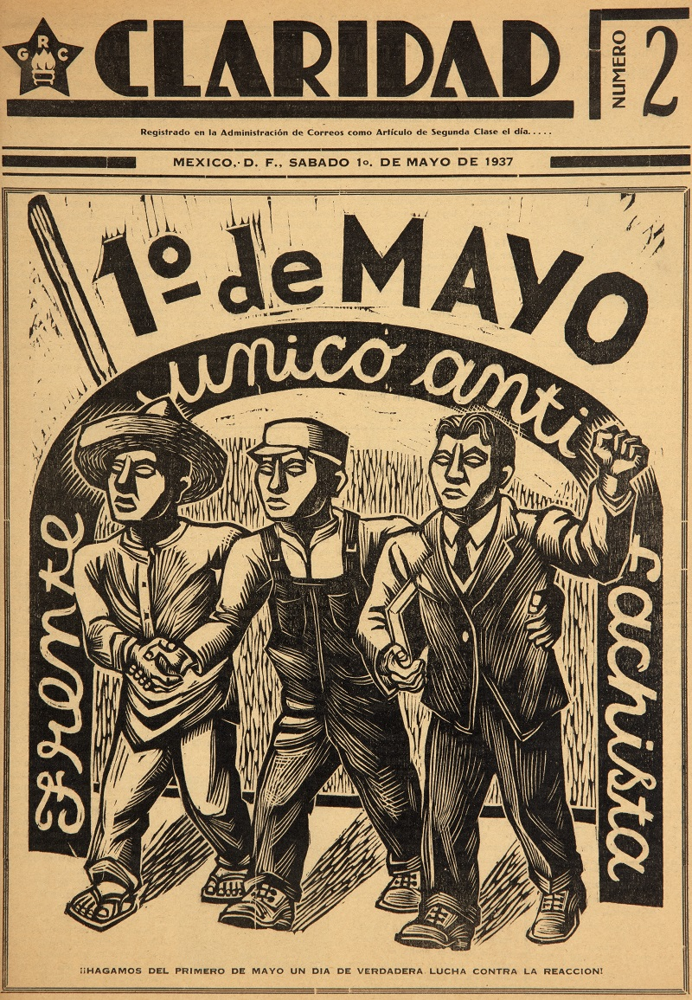 GRC
CLARIDAD
NUMERO 2
Registrado en la Administración de Correos como Artículo de Segunda Clase el día.....
MEXICO, D. F., SABADO 1o. DE MAYO DE 1937
1º de MAYO
Frente único anti fachista
¡¡HAGAMOS DEL PRIMERO DE MAYO UN DIA DE VERDADERA LUCHA CONTRA LA REACCION!